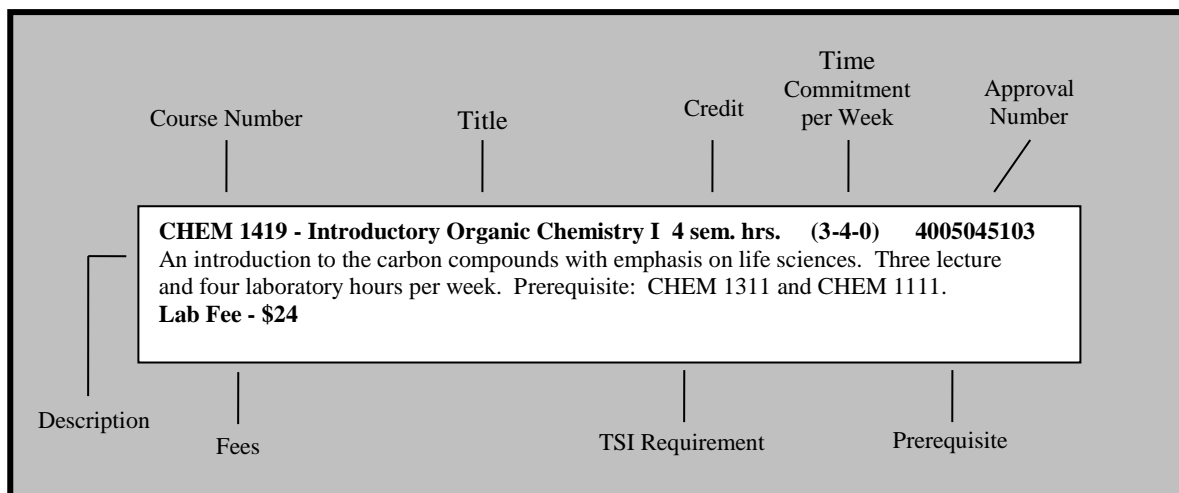 Course Number
Title
Credit
Time
Commitment
per Week
Approval
Number
CHEM 1419 - Introductory Organic Chemistry I 4 sem. hrs. (3-4-0) 4005045103
An introduction to the carbon compounds with emphasis on life sciences. Three lecture
and four laboratory hours per week. Prerequisite: CHEM 1311 and CHEM 1111.
Lab Fee - $24
Description
Fees
TSI Requirement
Prerequisite